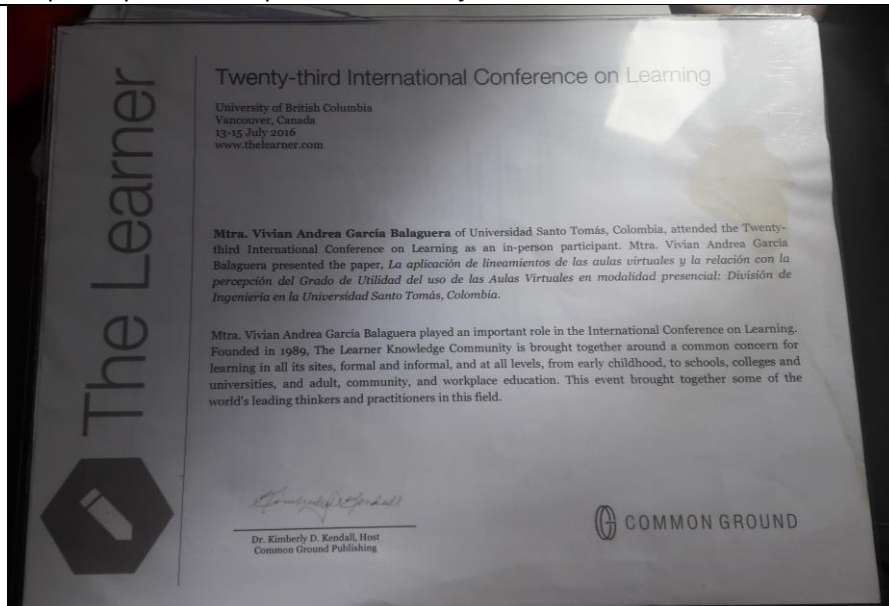 The Learner
Twenty-third International Conference on Learning
University of British Columbia
Vancouver, Canada
13-15 July 2016
www.thelearner.com
Mtra. Vivian Andrea García Balaguera of Universidad Santo Tomás, Colombia, attended the Twenty-
third International Conference on Learning as an in-person participant. Mtra. Vivian Andrea García
Balaguera presented the paper, La aplicación de lineamientos de las aulas virtuales y la relación con la
percepción del Grado de Utilidad del uso de las Aulas Virtuales en modalidad presencial: División de
Ingeniería en la Universidad Santo Tomás, Colombia.
Mtra. Vivian Andrea García Balaguera played an important role in the International Conference on Learning.
Founded in 1989, The Learner Knowledge Community is brought together around a common concern for
learning in all its sites, formal and informal, and at all levels, from early childhood, to schools, colleges and
universities, and adult, community, and workplace education. This event brought together some of the
world's leading thinkers and practitioners in this field.
Dr. Kimberly D. Kendall, Host
Common Ground Publishing
COMMON GROUND